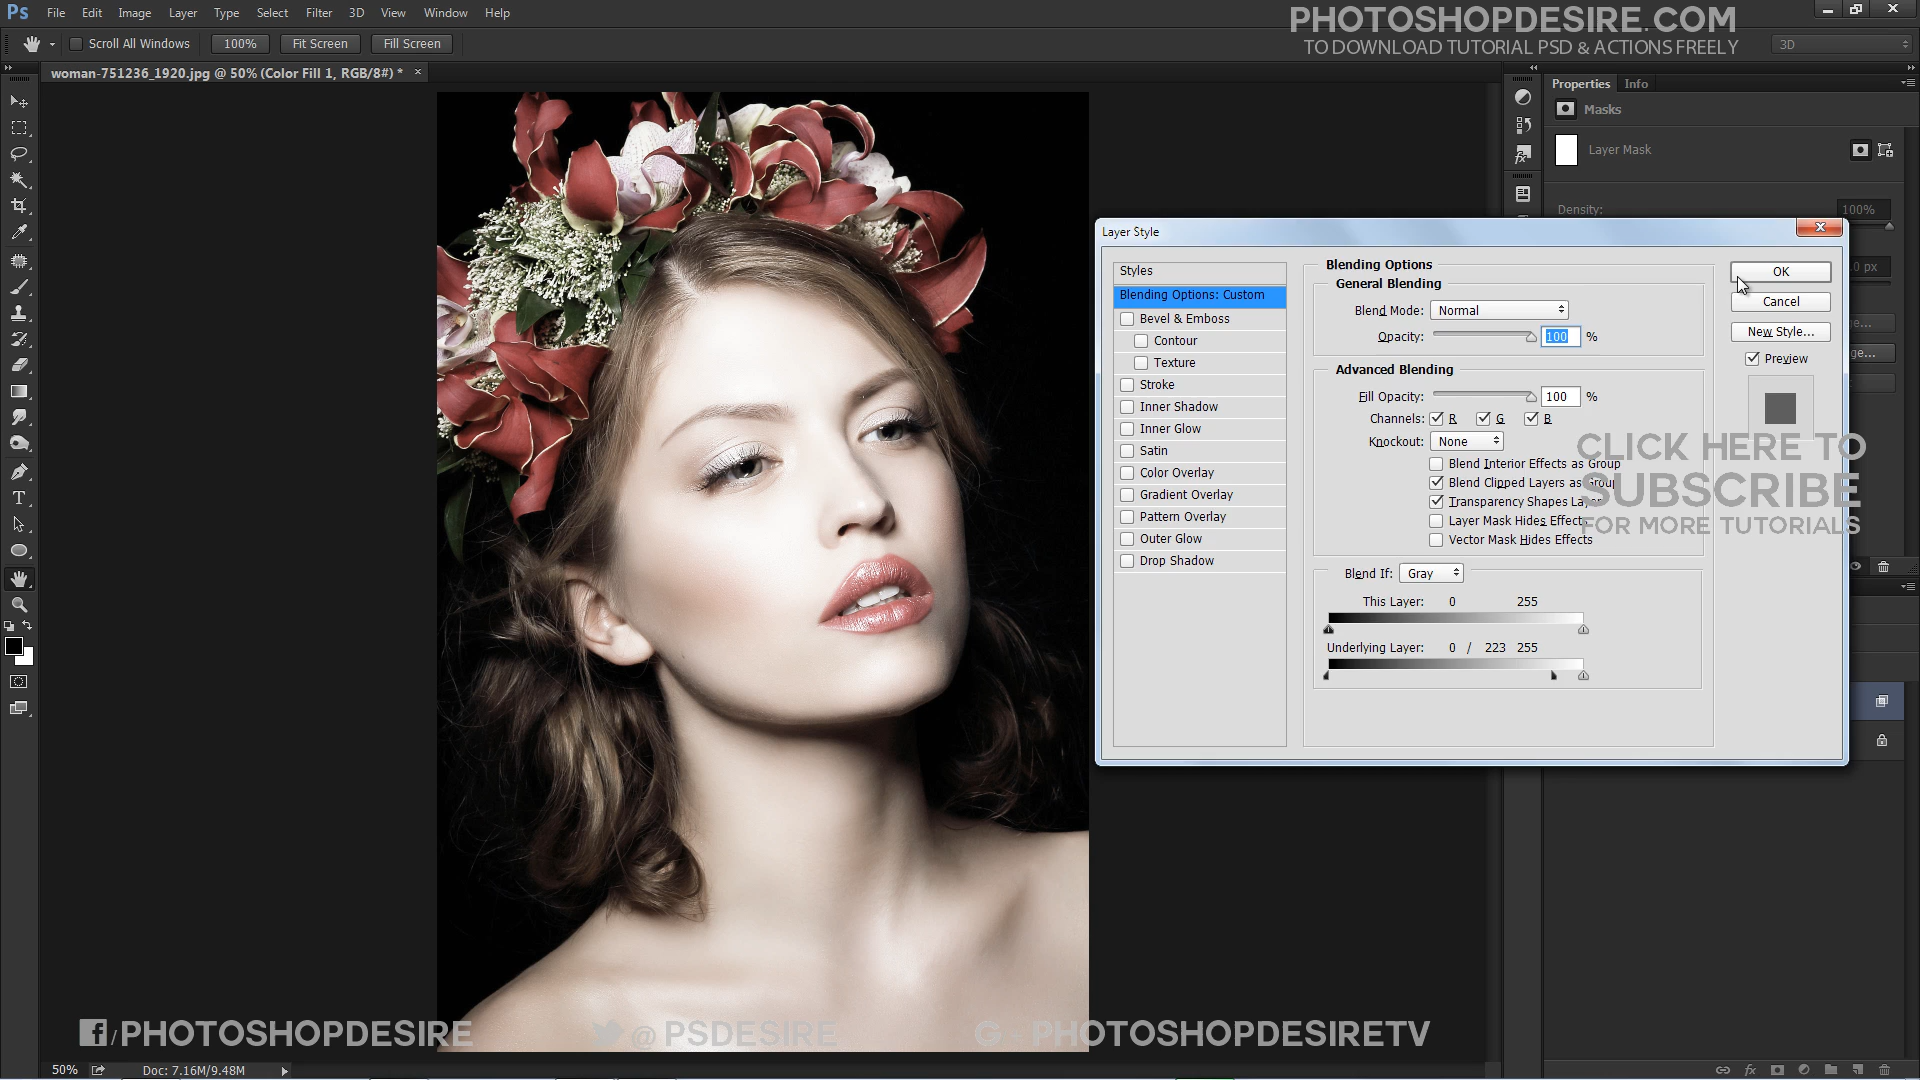 Ps File Edit Image Layer Type Select Filter 3D View Window Help
PHOTOSHOPDESIRE.COM
TO DOWNLOAD TUTORIAL PSD & ACTIONS FREELY
Scroll All Windows 100% Fit Screen Fill Screen
3D
woman-751236_1920.jpg @ 50% (Color Fill 1, RGB/8#) * ×
Properties Info
Masks
Layer Mask
Density: 100%
Layer Style
Styles
Blending Options: Custom
Bevel & Emboss
Contour
Texture
Stroke
Inner Shadow
Inner Glow
Satin
Color Overlay
Gradient Overlay
Pattern Overlay
Outer Glow
Drop Shadow
Blending Options
General Blending
Blend Mode: Normal
Opacity: 100 %
Advanced Blending
Fill Opacity: 100 %
Channels: R G B
Knockout: None
Blend Interior Effects as Group
Blend Clipped Layers as Group
Transparency Shapes Layer
Layer Mask Hides Effects
Vector Mask Hides Effects
Blend If: Gray
This Layer: 0 255
Underlying Layer: 0 / 223 255
OK
Cancel
New Style...
Preview
CLICK HERE TO
SUBSCRIBE
FOR MORE TUTORIALS
f/PHOTOSHOPDESIRE
@ PSDESIRE
G - PHOTOSHOPDESIRETV
50% Doc: 7.16M/9.48M
fx